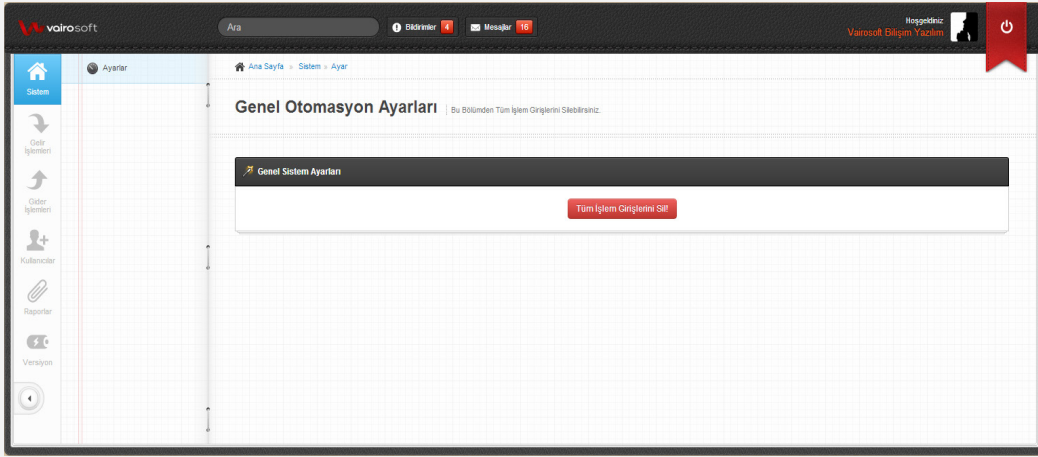 vairosoft
Ara
Bildirimler 4
Mesajlar 16
Hoşgeldiniz
Vairosoft Bilişim Yazılım
Sistem
Gelir
İşlemleri
Gider
İşlemleri
Kullanıcılar
Raporlar
Versiyon
Ayarlar
Ana Sayfa » Sistem » Ayar
Genel Otomasyon Ayarları
Bu Bölümden Tüm İşlem Girişlerini Silebilirsiniz.
Genel Sistem Ayarları
Tüm İşlem Girişlerini Sil!